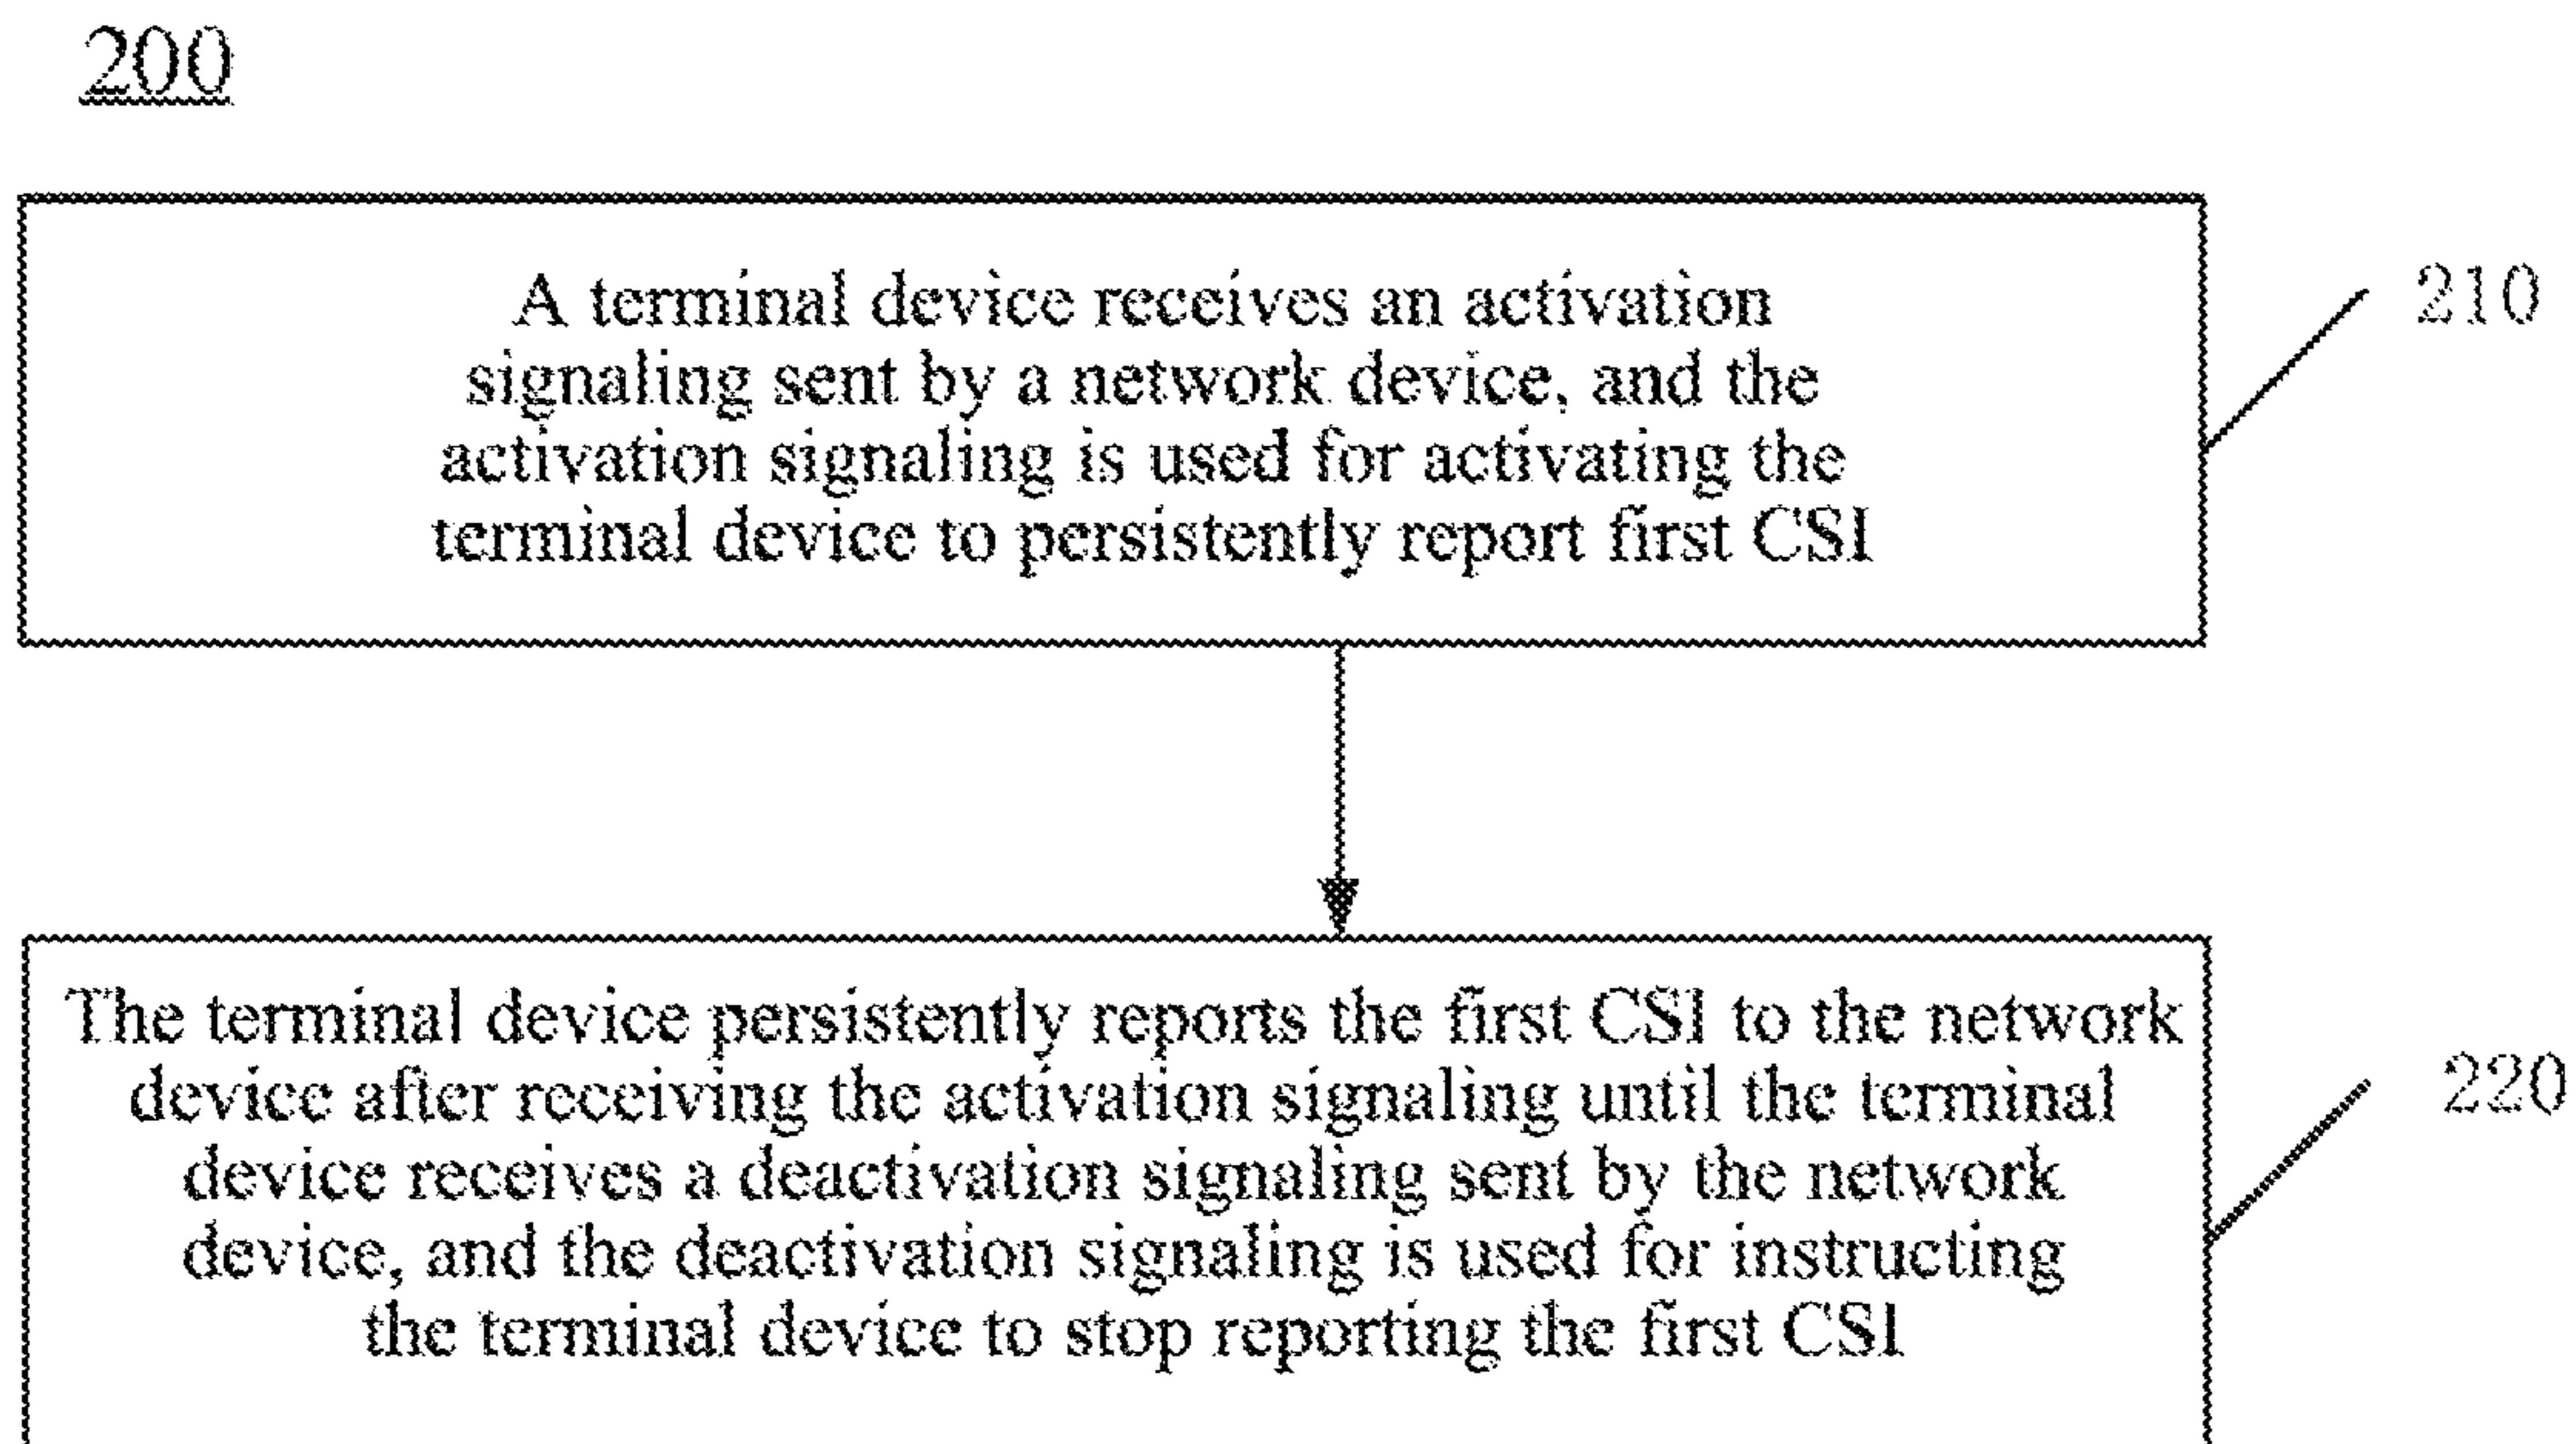 200
A terminal device receives an activation
signaling sent by a network device, and the
activation signaling is used for activating the
terminal device to persistently report first CSI
210
The terminal device persistently reports the first CSI to the network
device after receiving the activation signaling until the terminal
device receives a deactivation signaling sent by the network
device, and the deactivation signaling is used for instructing
the terminal device to stop reporting the first CSI
220